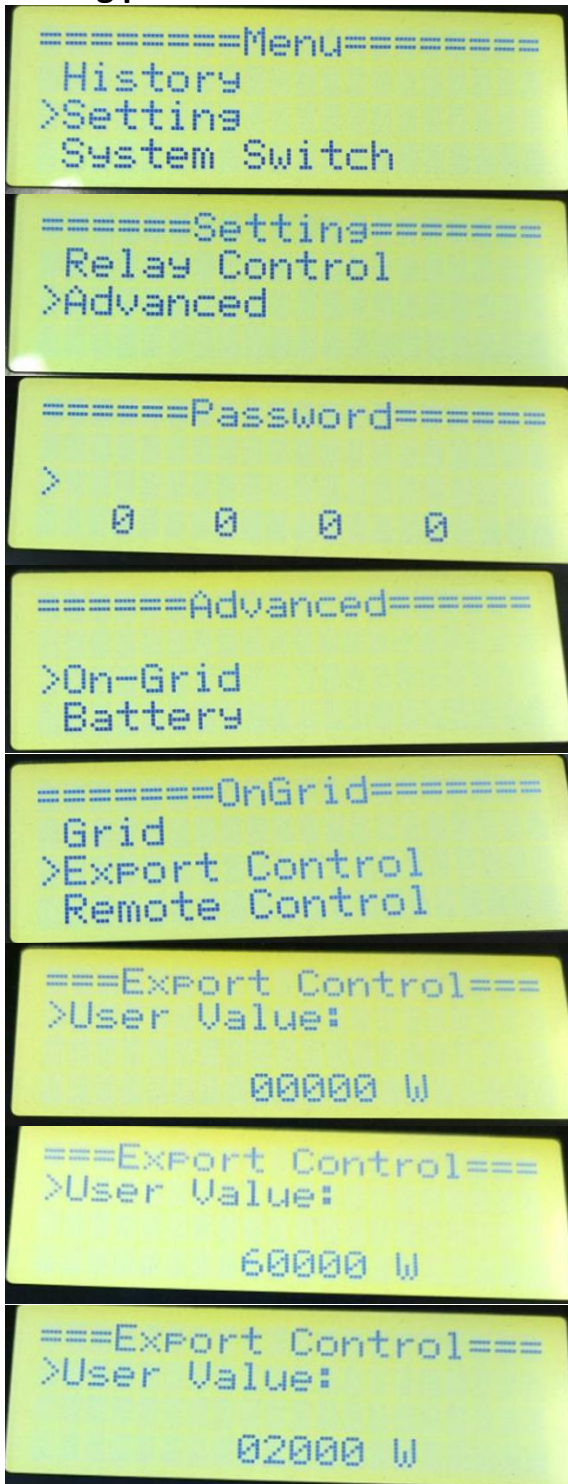 ========Menu========
History
>Setting
System Switch
======Setting=======
Relay Control
>Advanced
======Password======
>
0 0 0 0
======Advanced======
>On-Grid
Battery
=======OnGrid=======
Grid
>Export Control
Remote Control
===Export Control===
>User Value:
00000 W
===Export Control===
>User Value:
60000 W
===Export Control===
>User Value:
02000 W